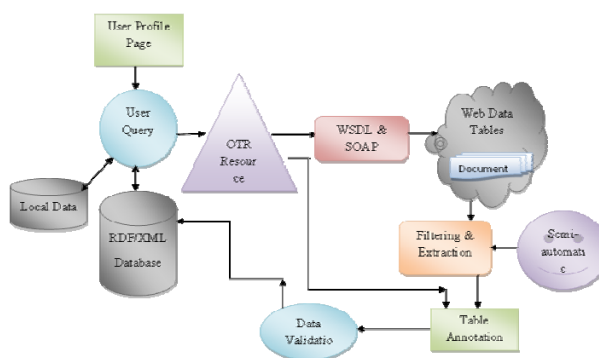 User Profile
Page
User
Query
OTR
Resour
ce
WSDL &
SOAP
Web Data
Tables
Document
Local Data
RDF/XML
Database
Filtering &
Extraction
Semi-
automati
c
Data
Validatio
Table
Annotation